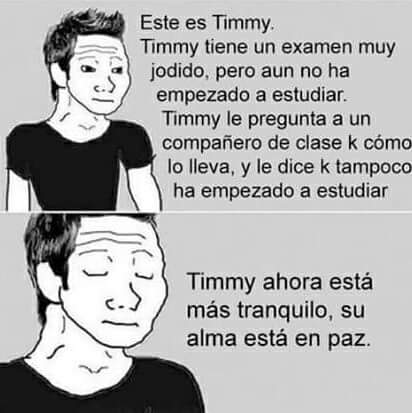 Este es Timmy.
Timmy tiene un examen muy
jodido, pero aun no ha
empezado a estudiar.
Timmy le pregunta a un
compañero de clase k cómo
lo lleva, y le dice k tampoco
ha empezado a estudiar
Timmy ahora está
más tranquilo, su
alma está en paz.